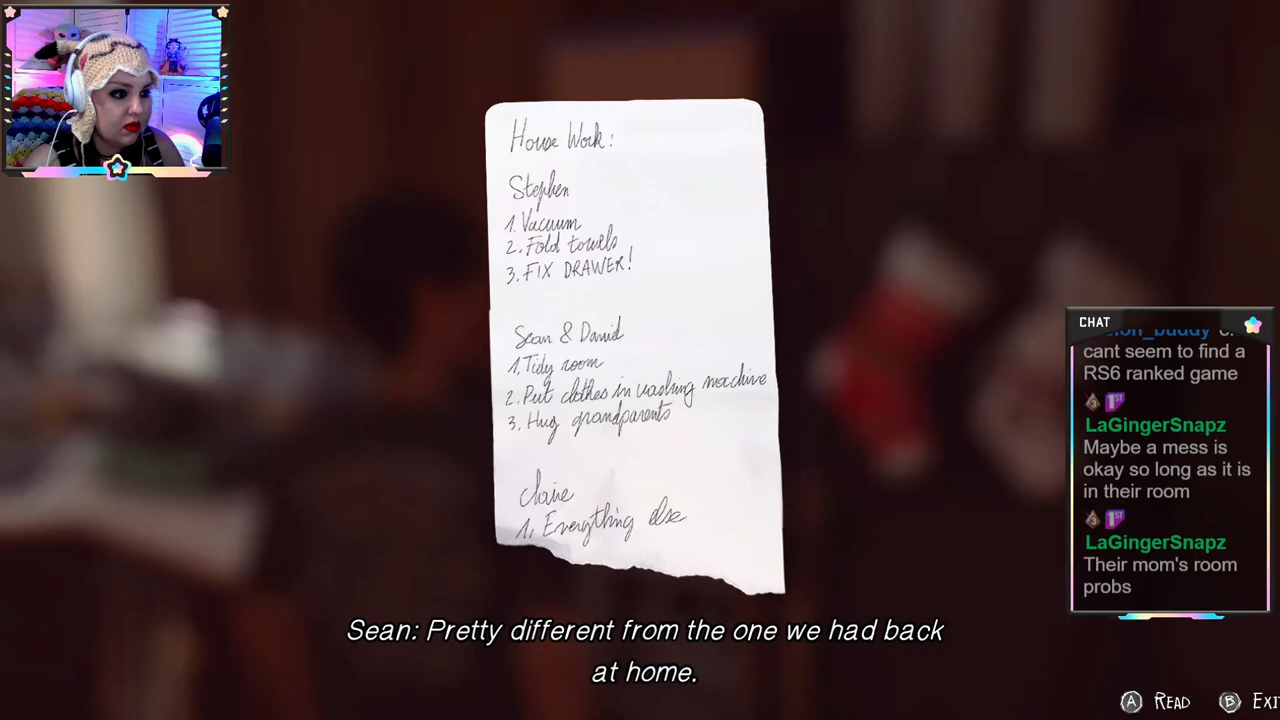 House Work:
Stephen
1. Vacuum
2. Fold towels
3. FIX DRAWER!
Sean & David
1. Tidy room
2. Put clothes in washing machine
3. Hug grandparents
Claire
1. Everything else
Sean: Pretty different from the one we had back
at home.
A READ
B EXI
CHAT
cant seem to find a
RS6 ranked game
1ST
LaGingerSnapz
Maybe a mess is
okay so long as it is
in their room
1ST
LaGingerSnapz
Their mom's room
probs